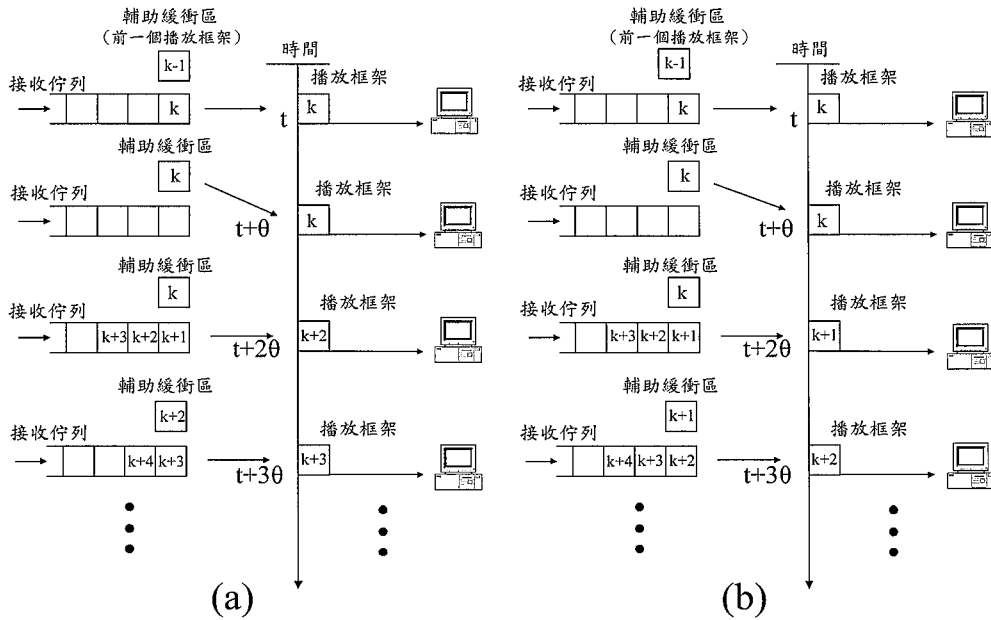 輔助緩衝區
(前一個播放框架)
時間
k-1
播放框架
接收佇列
k
k
t
輔助緩衝區
k
播放框架
接收佇列
k
t+θ
輔助緩衝區
k
播放框架
接收佇列
k+3 k+2 k+1
k+2
t+2θ
輔助緩衝區
k+2
播放框架
接收佇列
k+4 k+3
k+3
t+3θ
(a)
輔助緩衝區
(前一個播放框架)
時間
k-1
播放框架
接收佇列
k
k
t
輔助緩衝區
k
播放框架
接收佇列
k
t+θ
輔助緩衝區
k
播放框架
接收佇列
k+3 k+2 k+1
k+1
t+2θ
輔助緩衝區
k+1
播放框架
接收佇列
k+4 k+3 k+2
k+2
t+3θ
(b)